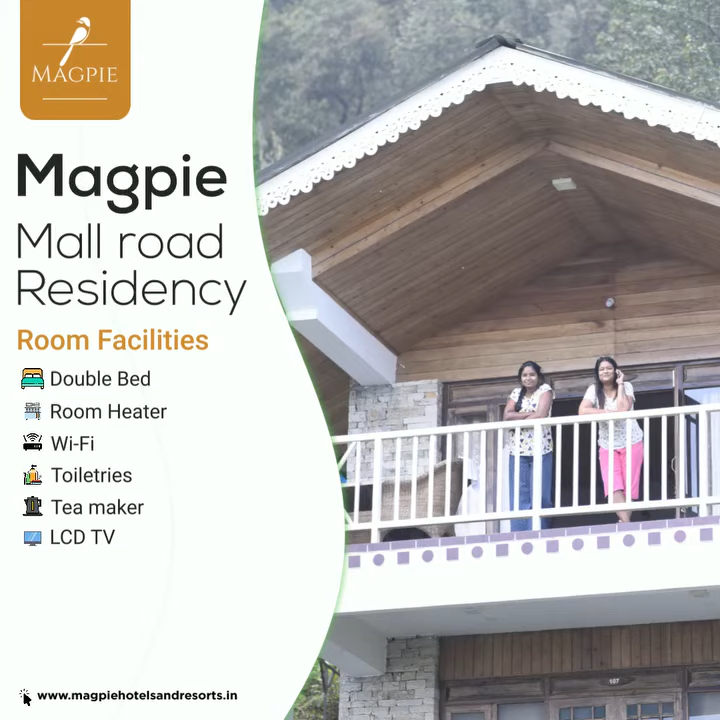 MAGPIE
Magpie
Mall road
Residency
Room Facilities
Double Bed
Room Heater
Wi-Fi
Toiletries
Tea maker
LCD TV
107
www.magpiehotelsandresorts.in